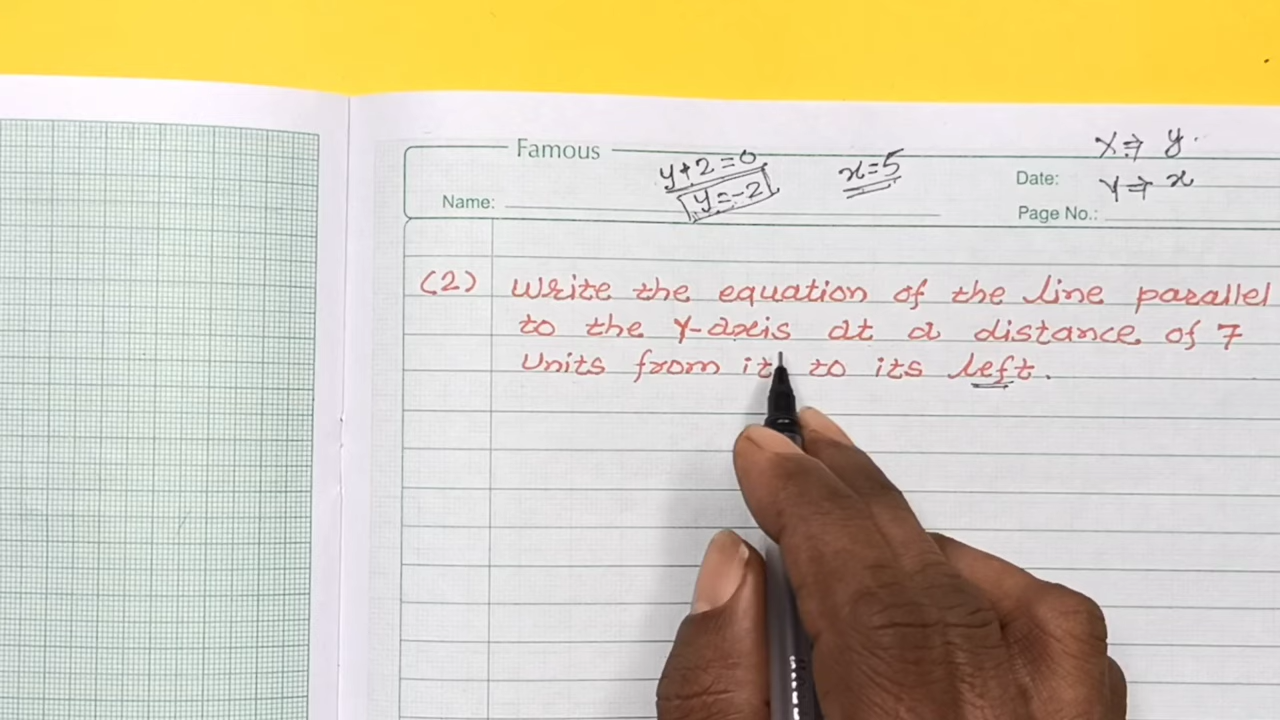 Famous
y+2=0
y=-2
x=5
Date:
X⇒ y.
Y⇒ x
Name:
Page No.:
(2) Write the equation of the line parallel
to the Y-axis at a distance of 7
Units from it to its left.